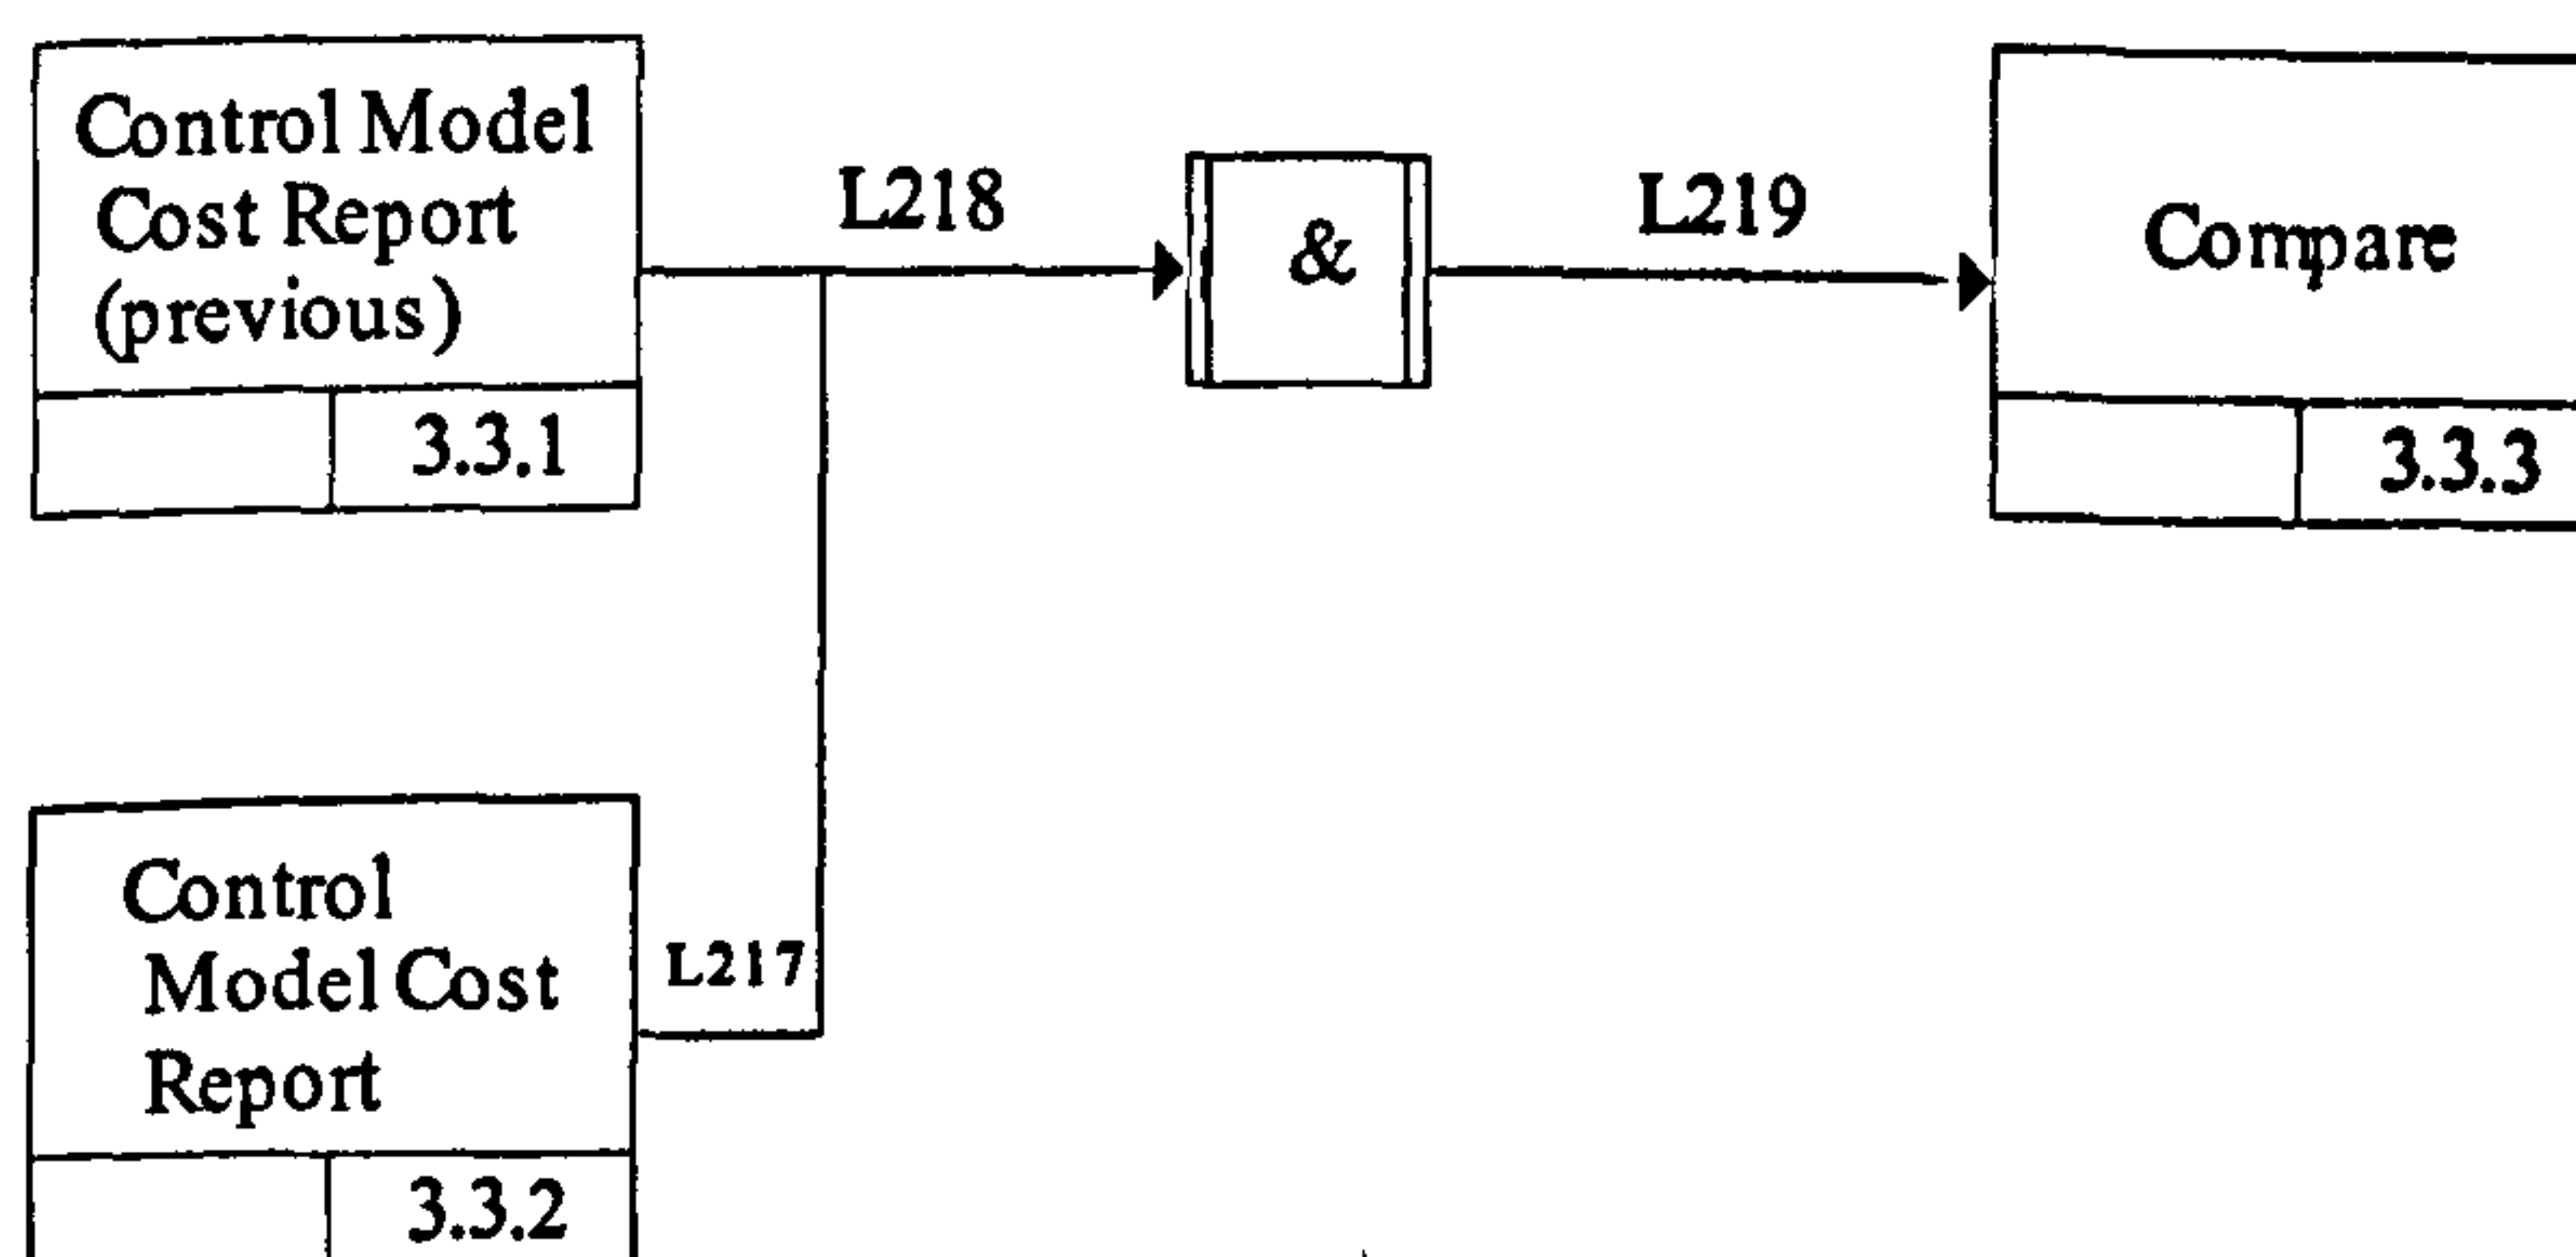 Control Model
Cost Report
(previous)
3.3.1
L218
&
L219
Compare
3.3.3
Control
Model Cost
Report
3.3.2
L217